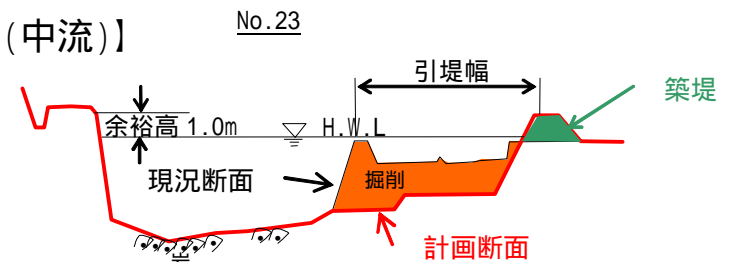 (中流)】
No.23
引堤幅
築堤
余裕高 1.0m
H.W.L
現況断面
掘削
計画断面
岩